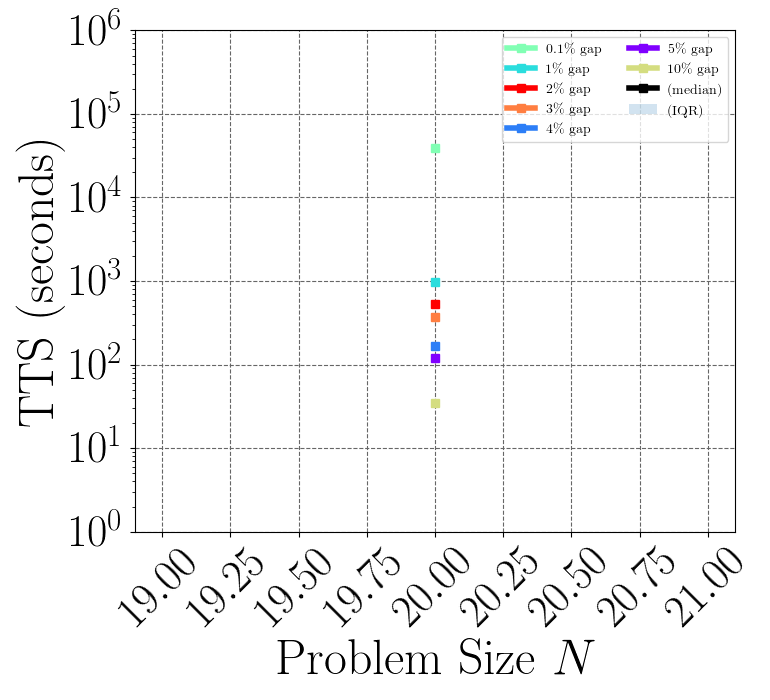 10^6
10^5
10^4
10^3
10^2
10^1
10^0
TTS (seconds)
0.1% gap
1% gap
2% gap
3% gap
4% gap
5% gap
10% gap
(median)
(IQR)
19.00
19.25
19.50
19.75
20.00
20.25
20.50
20.75
21.00
Problem Size N